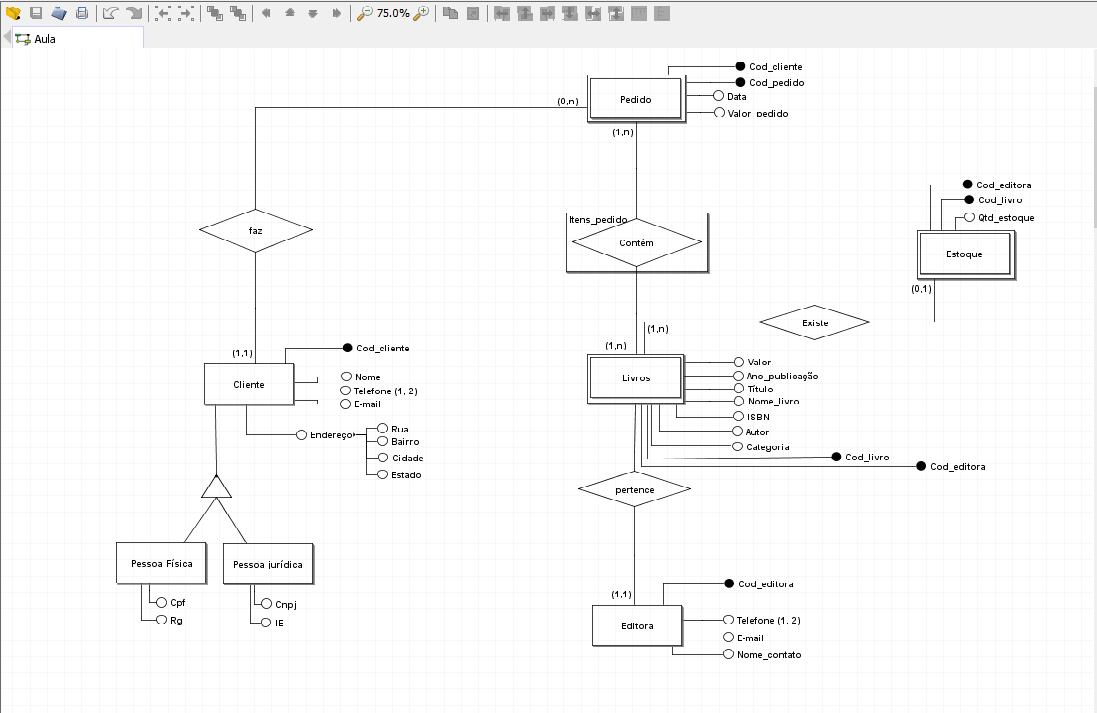 75.0%
Aula
Cod_cliente
Cod_pedido
Data
Valor_pedido
Pedido
(0,n)
(1,n)
Cod_editora
Cod_livro
Qtd_estoque
Estoque
(0,1)
faz
Itens_pedido
Contém
Existe
(1,n)
(1,n)
(1,1)
Cod_cliente
Cliente
Nome
Telefone (1, 2)
E-mail
Endereço
Rua
Bairro
Cidade
Estado
Livros
Valor
Ano_publicação
Título
Nome_livro
ISBN
Autor
Categoria
Cod_livro
Cod_editora
pertence
Pessoa Física
Pessoa jurídica
Cpf
Rg
Cnpj
IE
(1,1)
Cod_editora
Editora
Telefone (1, 2)
E-mail
Nome_contato